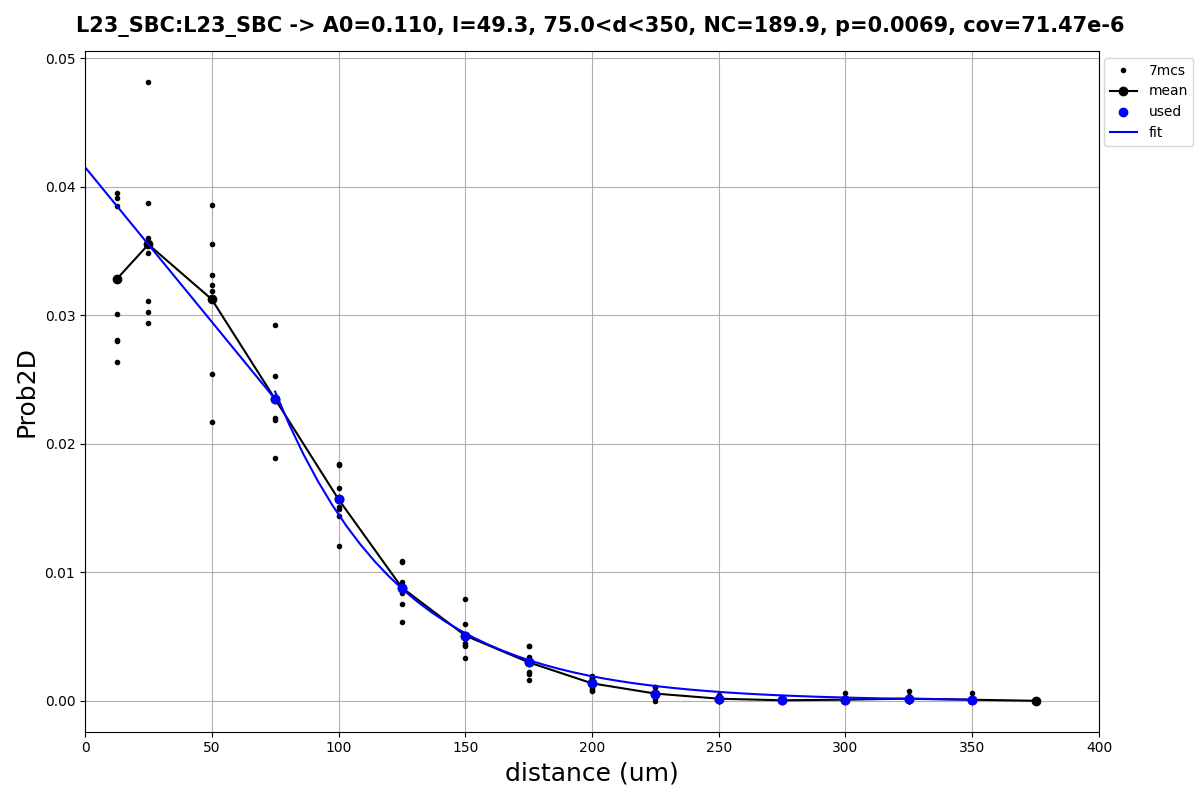 L23_SBC:L23_SBC -> A0=0.110, l=49.3, 75.0<d<350, NC=189.9, p=0.0069, cov=71.47e-6
7mcs
mean
used
fit
0.05
0.04
0.03
0.02
0.01
0.00
Prob2D
0 50 100 150 200 250 300 350 400
distance (um)